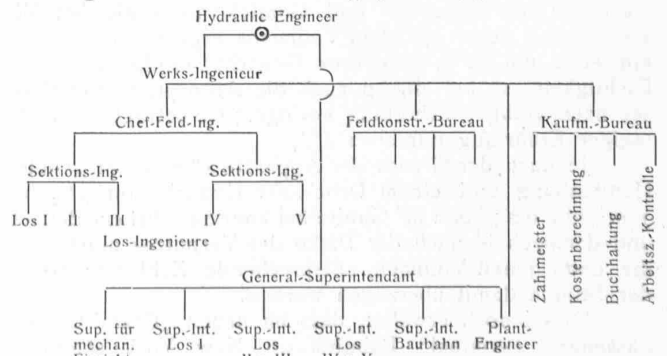 Hydraulic Engineer
Werks-Ingenieur
Chef-Feld-Ing. Feldkonstr.-Bureau Kaufm.-Bureau
Sektions-Ing. Sektions-Ing.
Los I II III IV V
Los-Ingenieure
Zahlmeister
Kostenberechnung
Buchhaltung
Arbeitsz.-Kontrolle
General-Superintendant
Sup. für Sup.-Int. Sup.-Int. Sup.-Int. Sup.-Int. Plant-
mechan. Los I Los Los Baubahn Engineer